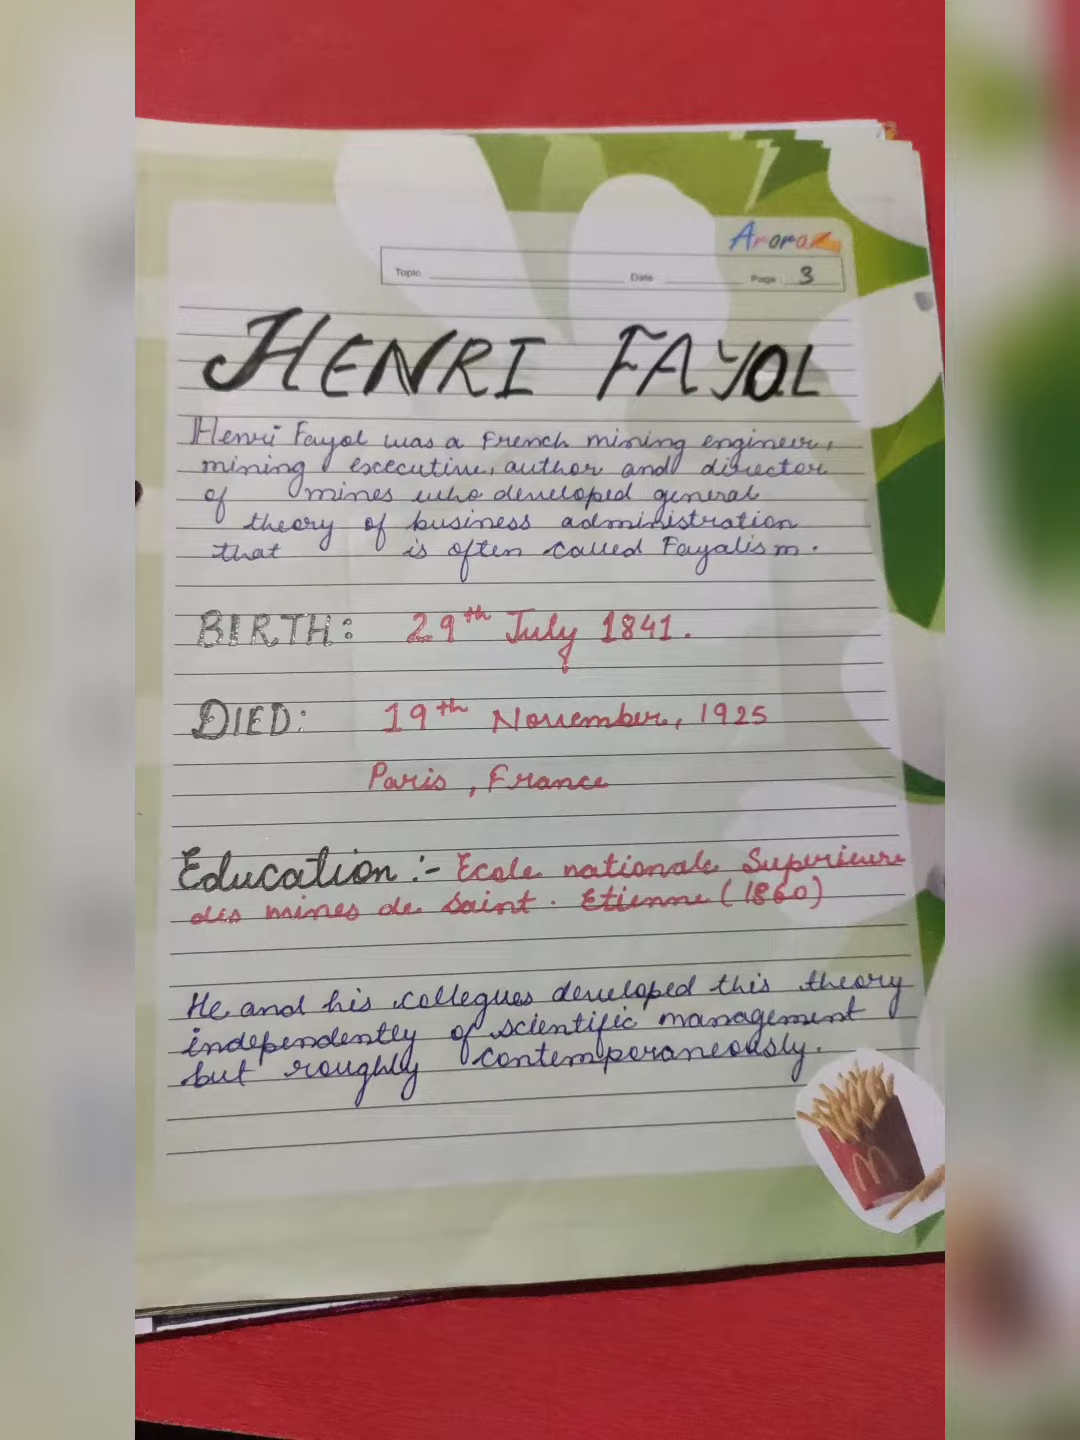 Arora
Topic Date Page 3
HENRI FAYOL
Henri Fayol was a French mining engineer,
mining excecutive, author and director
of mines who developed general
theory of business administration
that is often called Fayalism.
BIRTH: 29th July 1841.
DIED: 19th November, 1925
Paris, France
Education :- Ecole nationale Superieure
des mines de Saint. Etienne (1860)
He and his collegues developed this theory
independently of scientific management
but roughly contemporaneously.